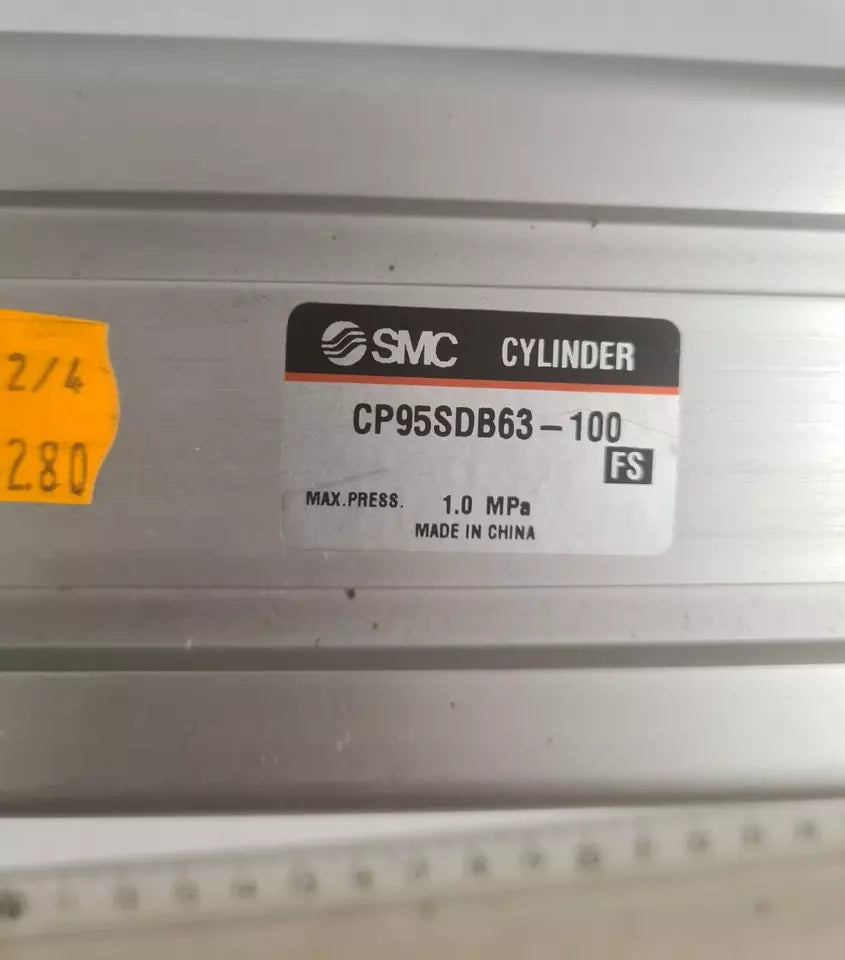 2/4
280
SMC CYLINDER
CP95SDB63-100
FS
MAX.PRESS. 1.0 MPa
MADE IN CHINA